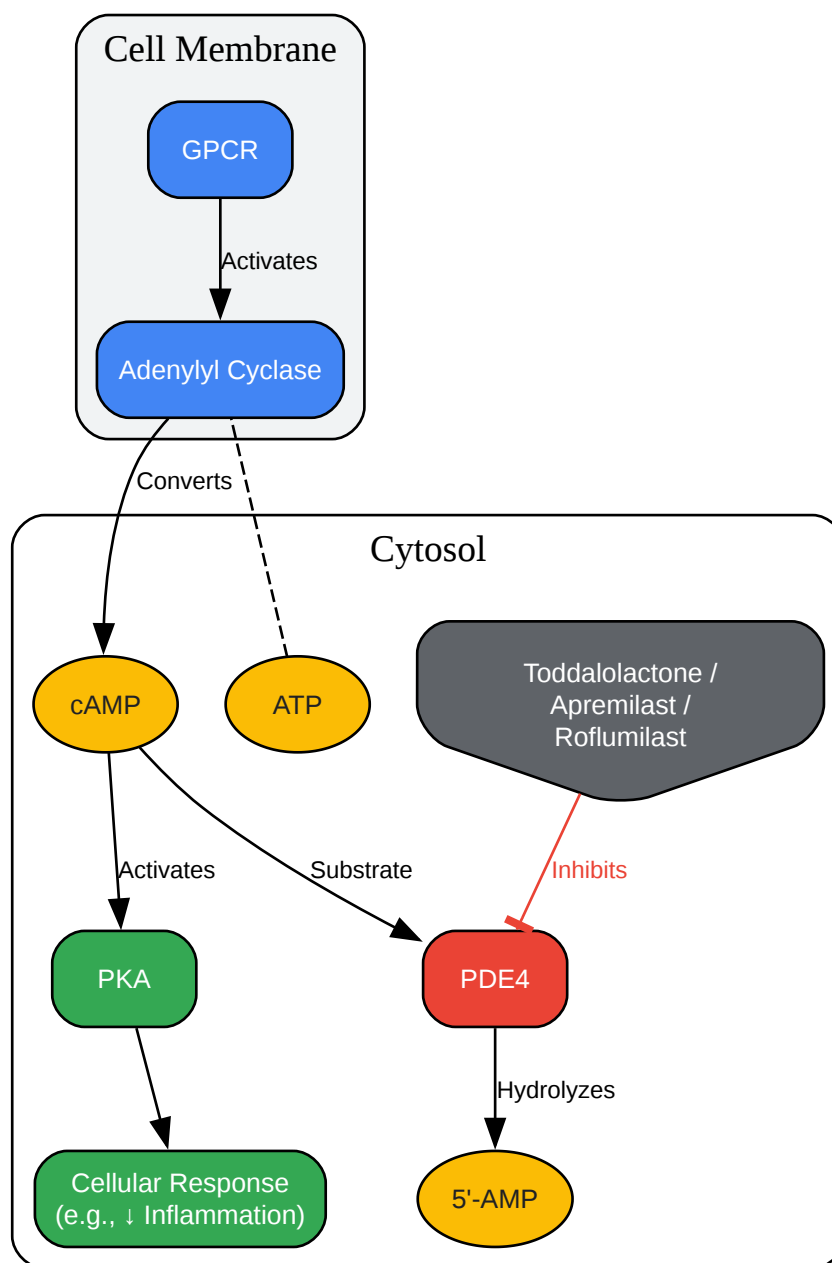 Cell Membrane
GPCR
Activates
Adenylyl Cyclase
Converts
Cytosol
cAMP
ATP
Toddalolactone /
Apremilast /
Roflumilast
Activates
Substrate
Inhibits
PKA
PDE4
Hydrolyzes
Cellular Response
(e.g., ↓ Inflammation)
5'-AMP